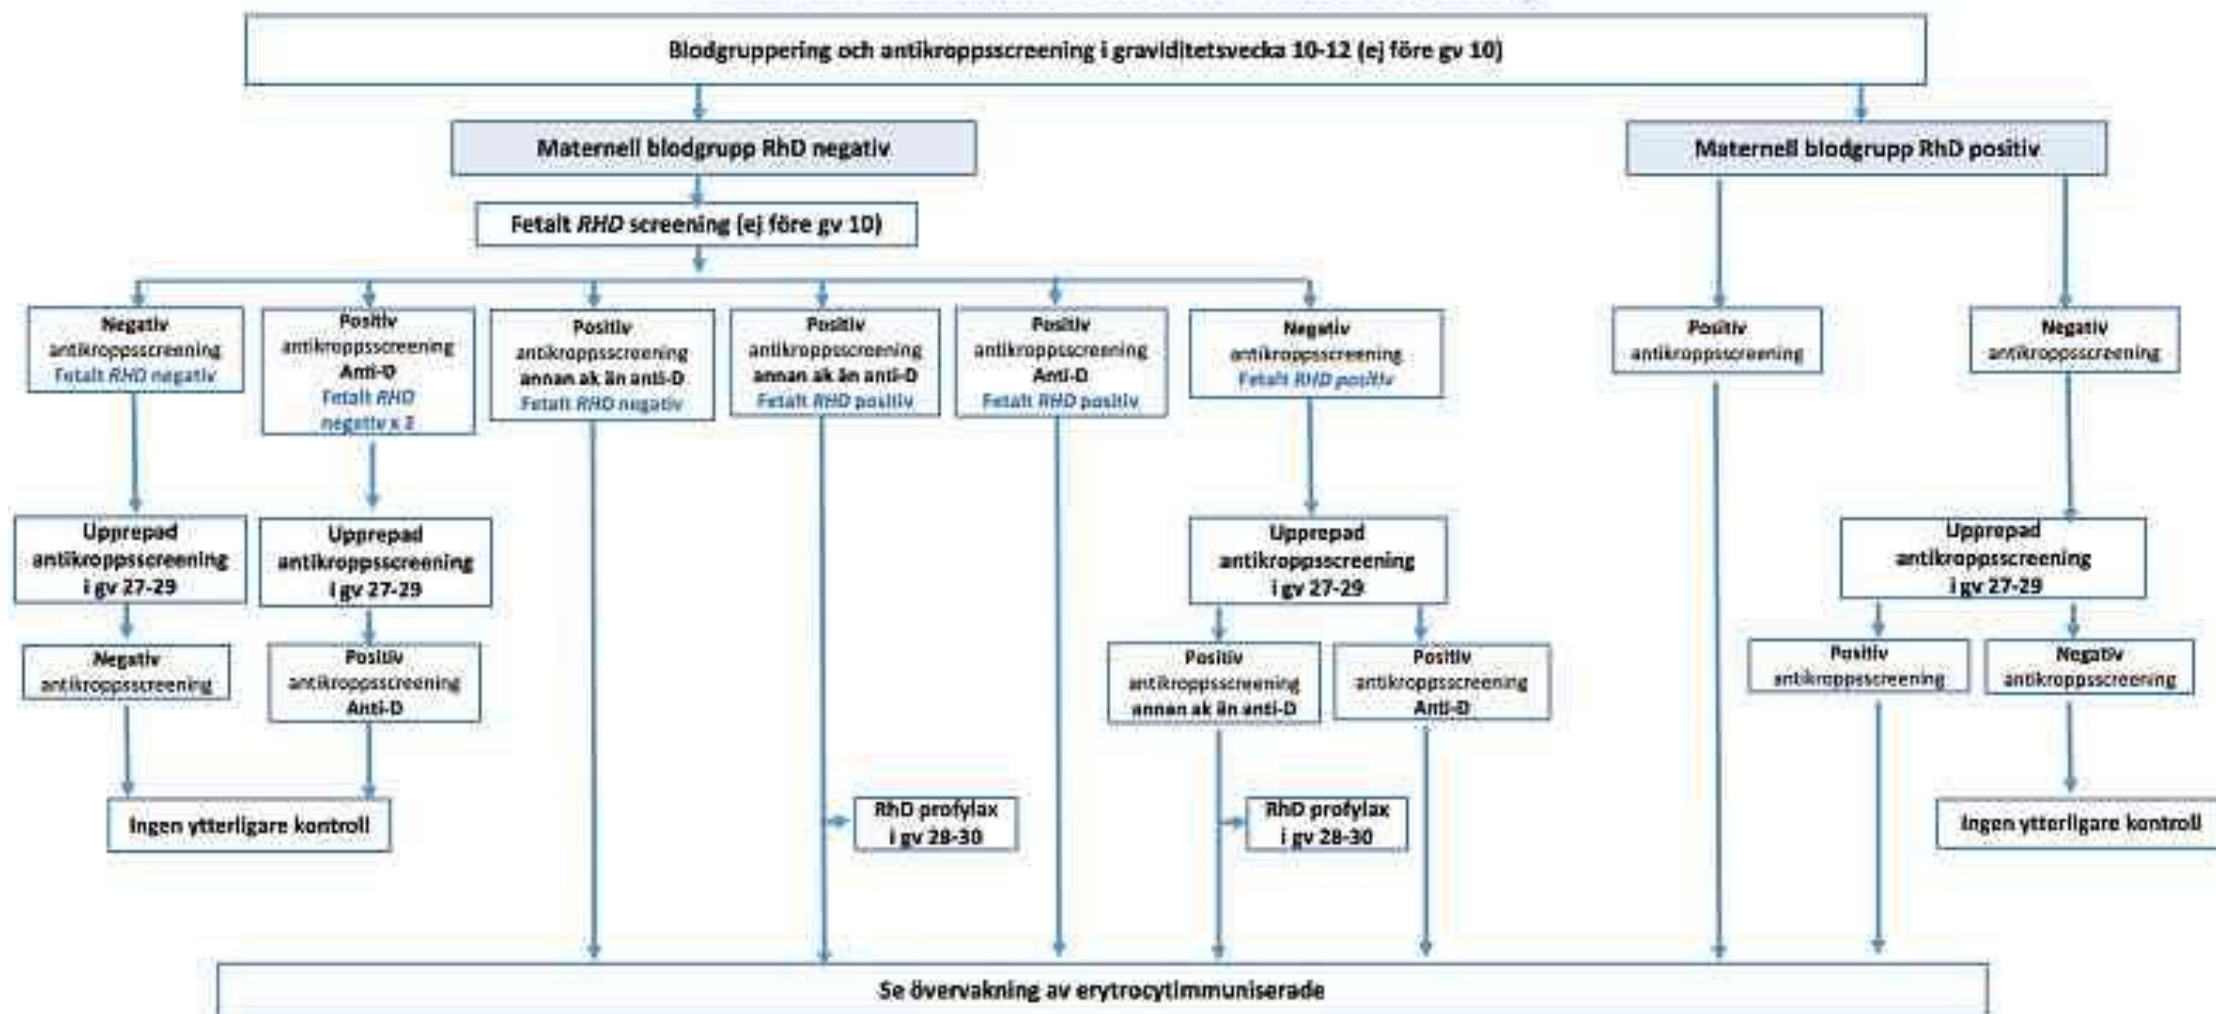 Blodgruppering och antikroppsscreening i graviditetsvecka 10-12 (ej före gv 10)
Maternell blodgrupp RhD negativ
Maternell blodgrupp RhD positiv
Fetalt RHD screening (ej före gv 10)
Negativ
antikroppsscreening
Fetalt RHD negativ
Positiv
antikroppsscreening
Anti-D
Fetalt RHD
negativ x 2
Positiv
antikroppsscreening
annan ak än anti-D
Fetalt RHD negativ
Positiv
antikroppsscreening
annan ak än anti-D
Fetalt RHD positiv
Positiv
antikroppsscreening
Anti-D
Fetalt RHD positiv
Negativ
antikroppsscreening
Fetalt RHD positiv
Positiv
antikroppsscreening
Negativ
antikroppsscreening
Upprepad
antikroppsscreening
i gv 27-29
Upprepad
antikroppsscreening
i gv 27-29
Upprepad
antikroppsscreening
i gv 27-29
Upprepad
antikroppsscreening
i gv 27-29
Negativ
antikroppsscreening
Positiv
antikroppsscreening
Anti-D
Positiv
antikroppsscreening
annan ak än anti-D
Positiv
antikroppsscreening
Anti-D
Positiv
antikroppsscreening
Negativ
antikroppsscreening
Ingen ytterligare kontroll
RhD profylax
i gv 28-30
RhD profylax
i gv 28-30
Ingen ytterligare kontroll
Se övervakning av erytrocytimmuniserade